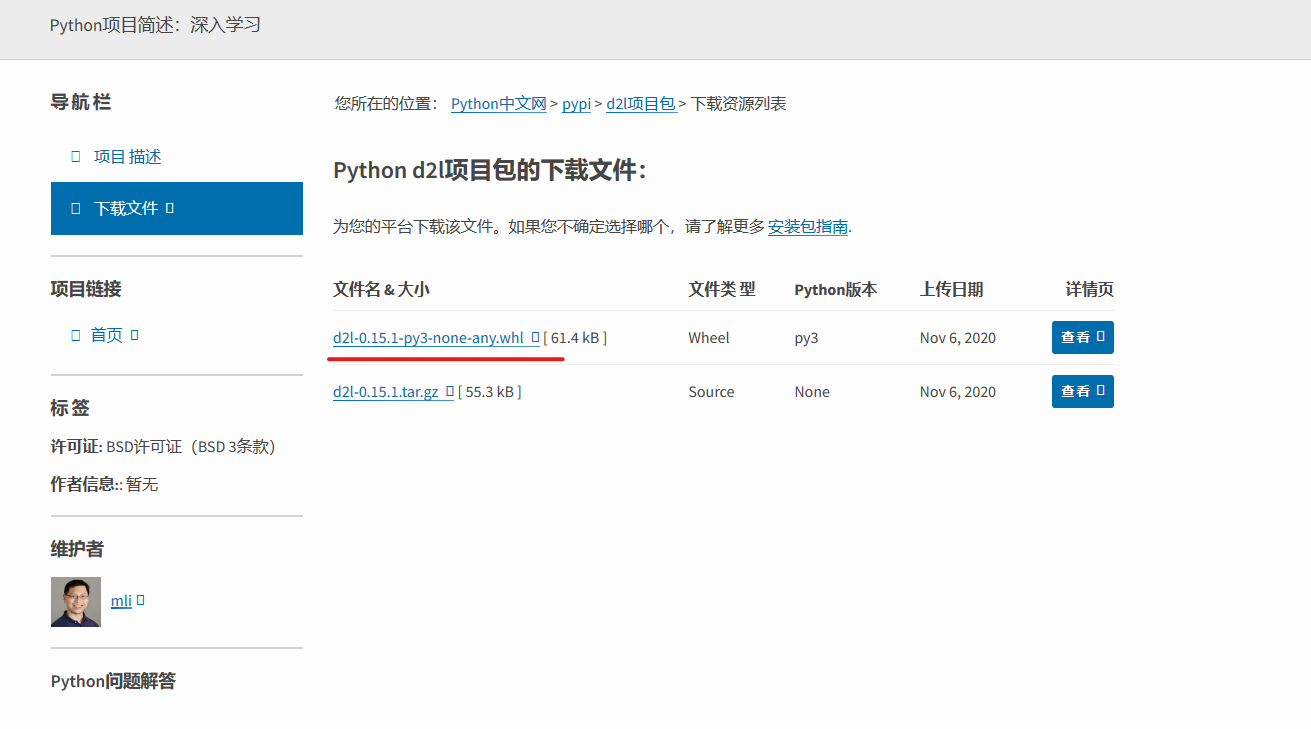 Python项目简述：深入学习
导航栏
项目描述
下载文件
项目链接
首页
标签
许可证: BSD许可证（BSD 3条款）
作者信息:: 暂无
维护者
mli
Python问题解答
您所在的位置： Python中文网 > pypi > d2l项目包 > 下载资源列表
Python d2l项目包的下载文件：
为您的平台下载该文件。如果您不确定选择哪个，请了解更多 安装包指南.
文件名 & 大小 文件类型 Python版本 上传日期 详情页
d2l-0.15.1-py3-none-any.whl [ 61.4 kB ] Wheel py3 Nov 6, 2020 查看
d2l-0.15.1.tar.gz [ 55.3 kB ] Source None Nov 6, 2020 查看